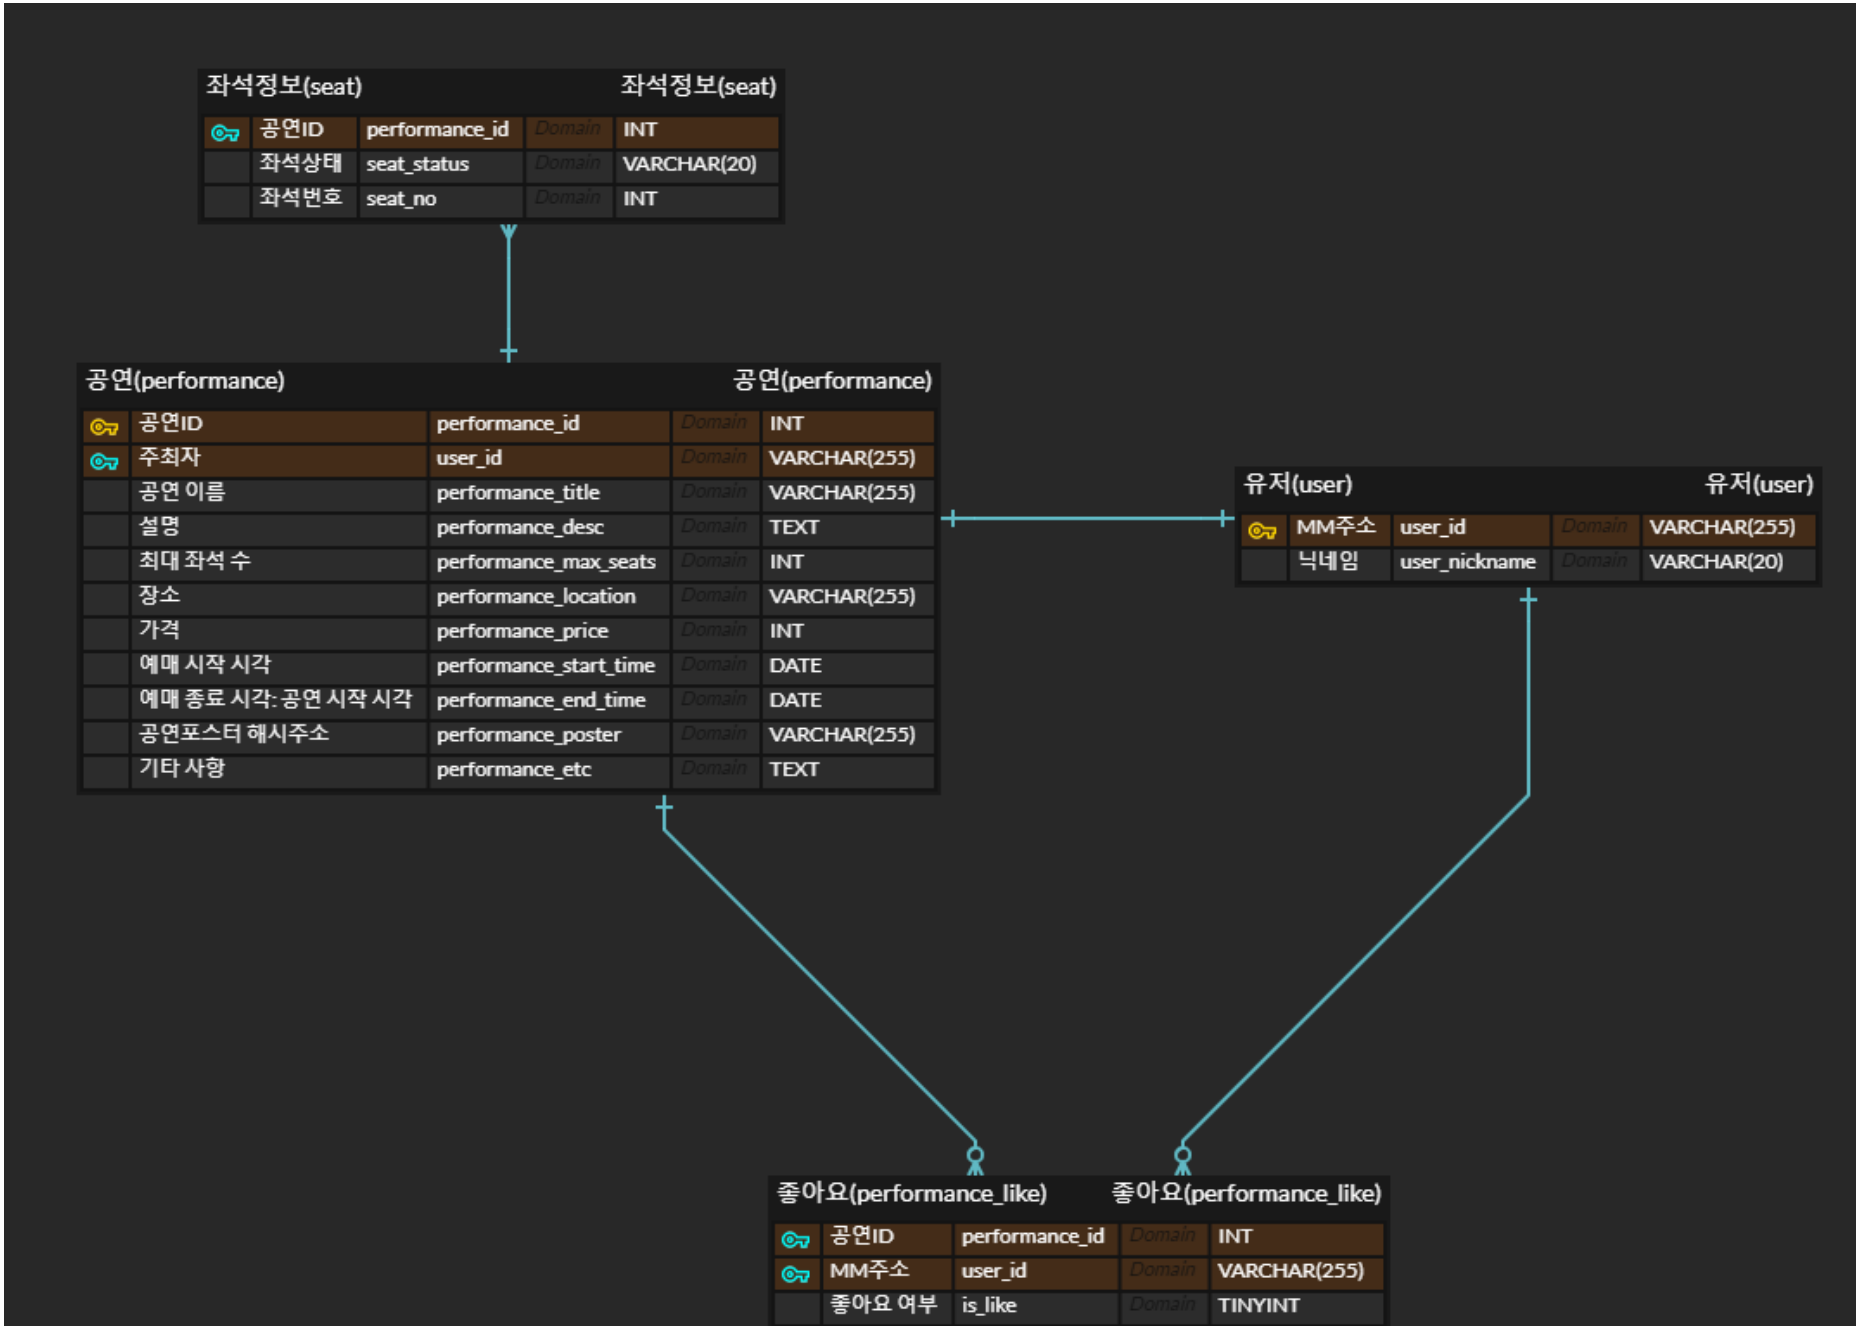 좌석정보(seat) 좌석정보(seat)
공연ID performance_id Domain INT
좌석상태 seat_status Domain VARCHAR(20)
좌석번호 seat_no Domain INT
공연(performance) 공연(performance)
공연ID performance_id Domain INT
주최자 user_id Domain VARCHAR(255)
공연 이름 performance_title Domain VARCHAR(255)
설명 performance_desc Domain TEXT
최대 좌석 수 performance_max_seats Domain INT
장소 performance_location Domain VARCHAR(255)
가격 performance_price Domain INT
예매 시작 시각 performance_start_time Domain DATE
예매 종료 시각: 공연 시작 시각 performance_end_time Domain DATE
공연포스터 해시주소 performance_poster Domain VARCHAR(255)
기타 사항 performance_etc Domain TEXT
유저(user) 유저(user)
MM주소 user_id Domain VARCHAR(255)
닉네임 user_nickname Domain VARCHAR(20)
좋아요(performance_like) 좋아요(performance_like)
공연ID performance_id Domain INT
MM주소 user_id Domain VARCHAR(255)
좋아요 여부 is_like Domain TINYINT